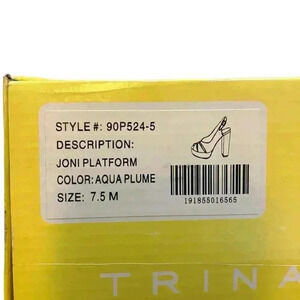 STYLE #: 90P524-5
DESCRIPTION:
JONI PLATFORM
COLOR: AQUA PLUME
SIZE: 7.5 M
191855016565
TRINA